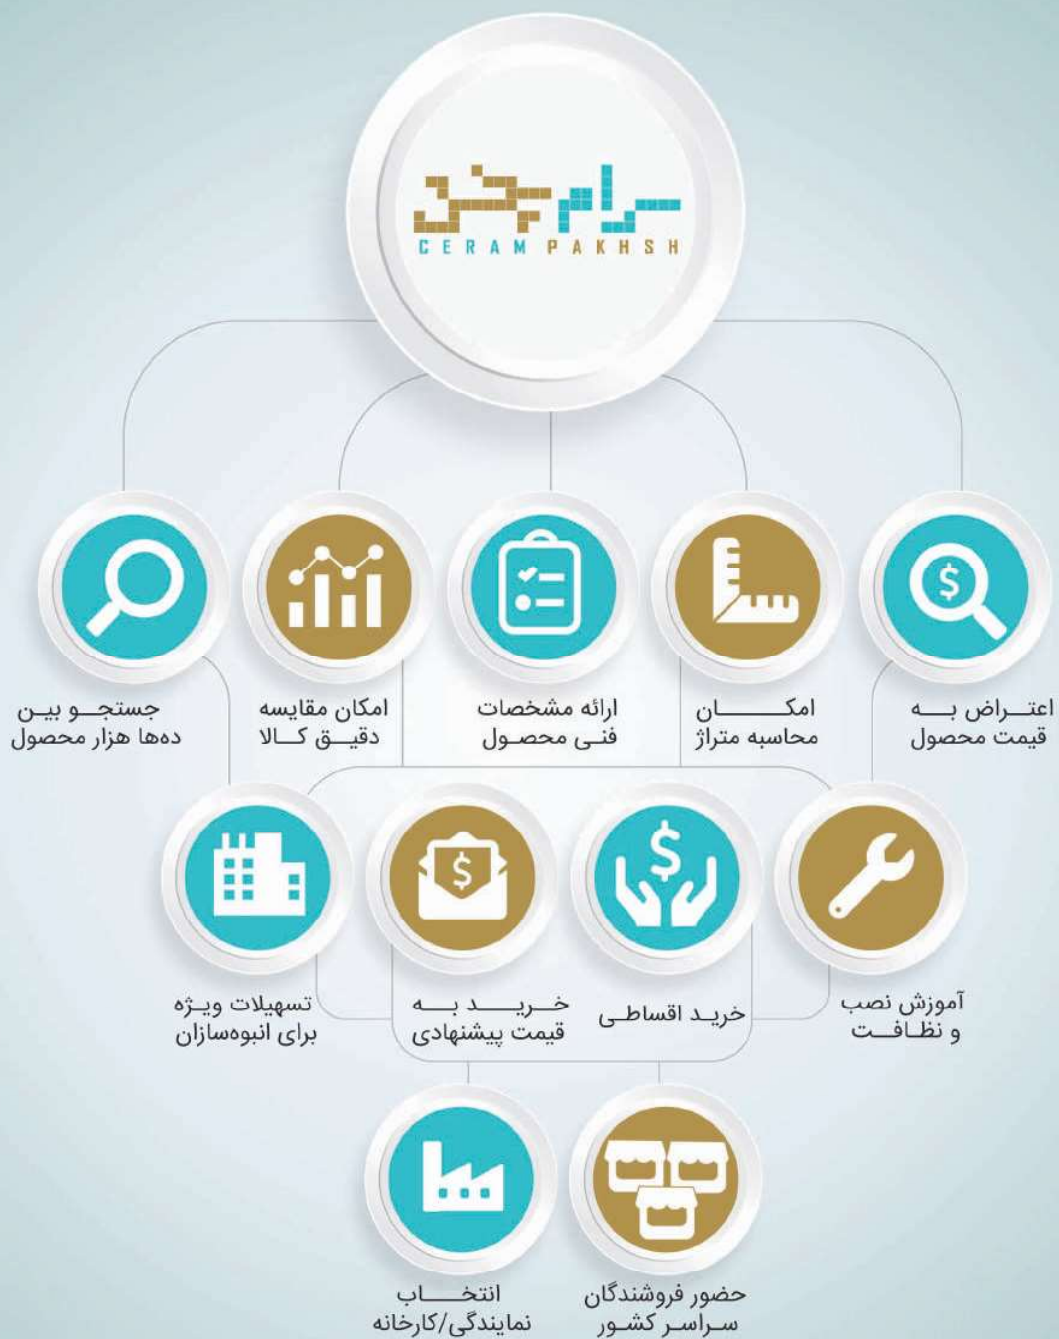 سرام پخش
CERAM PAKHSH
اعتراض به
قیمت محصول
امکان
محاسبه متراژ
ارائه مشخصات
فنی محصول
امکان مقایسه
دقیق کالا
جستجو بین
ده‌ها هزار محصول
آموزش نصب
و نظافت
خرید اقساطی
خرید به
قیمت پیشنهادی
تسهیلات ویژه
برای انبوه‌سازان
حضور فروشندگان
سراسر کشور
انتخاب
نمایندگی/کارخانه